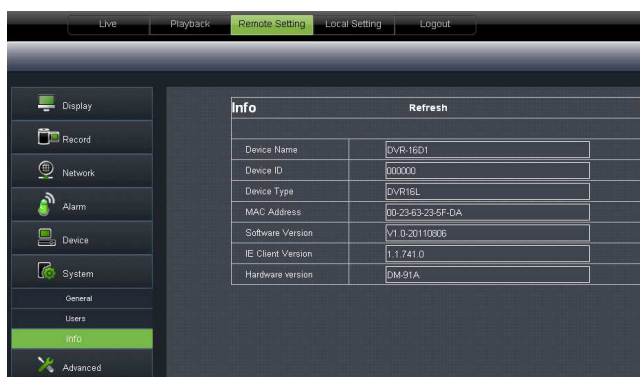 Live Playback Remote Setting Local Setting Logout
Display
Record
Network
Alarm
Device
System
General
Users
Info
Advanced
Info Refresh
Device Name DVR-16D1
Device ID 000000
Device Type DVR16L
MAC Address 00-23-63-23-5F-DA
Software Version V1.0-20110806
IE Client Version 1.1.741.0
Hardware version DM-91A